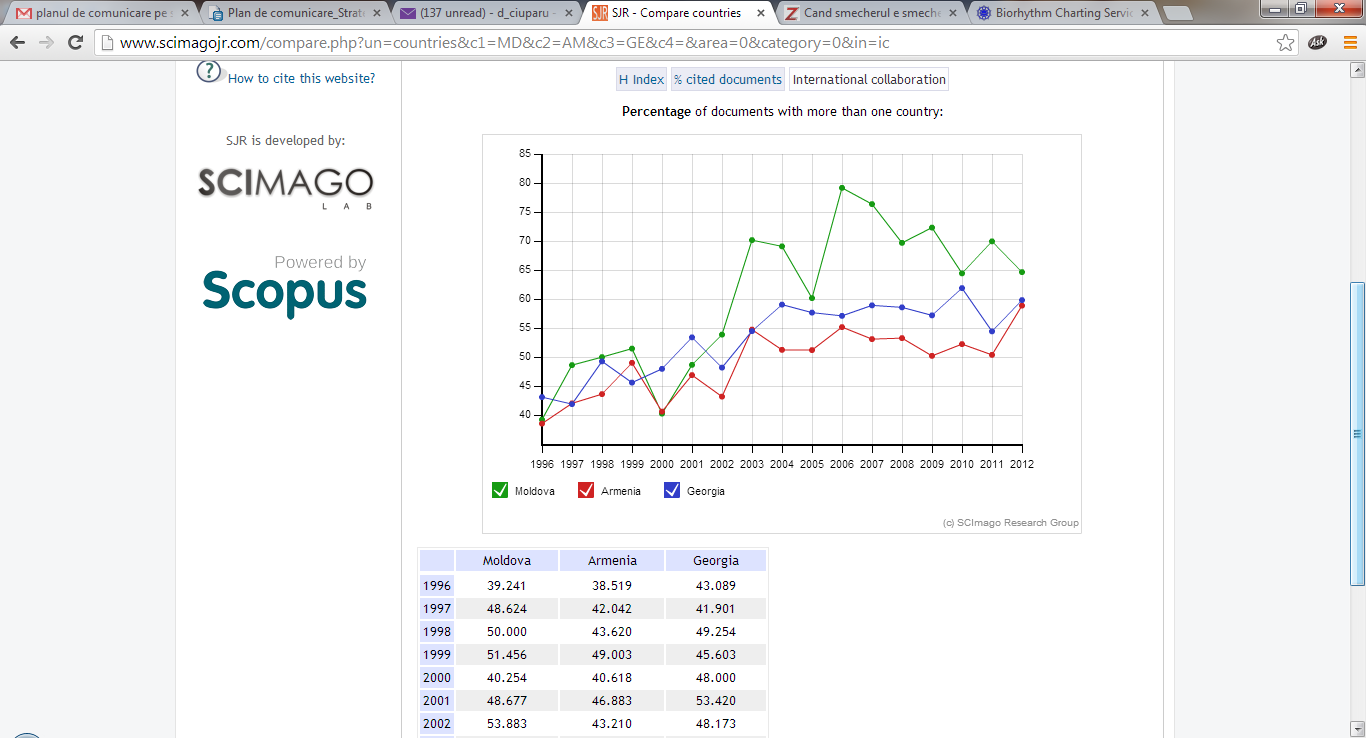 planul de comunicare pe s
Plan de comunicare_Strate
(137 unread) - d_ciuparu -
SJR - Compare countries
Cand smecherul e smeche
Biorhythm Charting Servic
www.scimagojr.com/compare.php?un=countries&c1=MD&c2=AM&c3=GE&c4=&area=0&category=0&in=ic
Ask
? How to cite this website?
SJR is developed by:
SCIMAGO
LAB
Powered by
Scopus
H Index % cited documents International collaboration
Percentage of documents with more than one country:
85
80
75
70
65
60
55
50
45
40
1996 1997 1998 1999 2000 2001 2002 2003 2004 2005 2006 2007 2008 2009 2010 2011 2012
Moldova Armenia Georgia
(c) SCImago Research Group
Moldova Armenia Georgia
1996 39.241 38.519 43.089
1997 48.624 42.042 41.901
1998 50.000 43.620 49.254
1999 51.456 49.003 45.603
2000 40.254 40.618 48.000
2001 48.677 46.883 53.420
2002 53.883 43.210 48.173